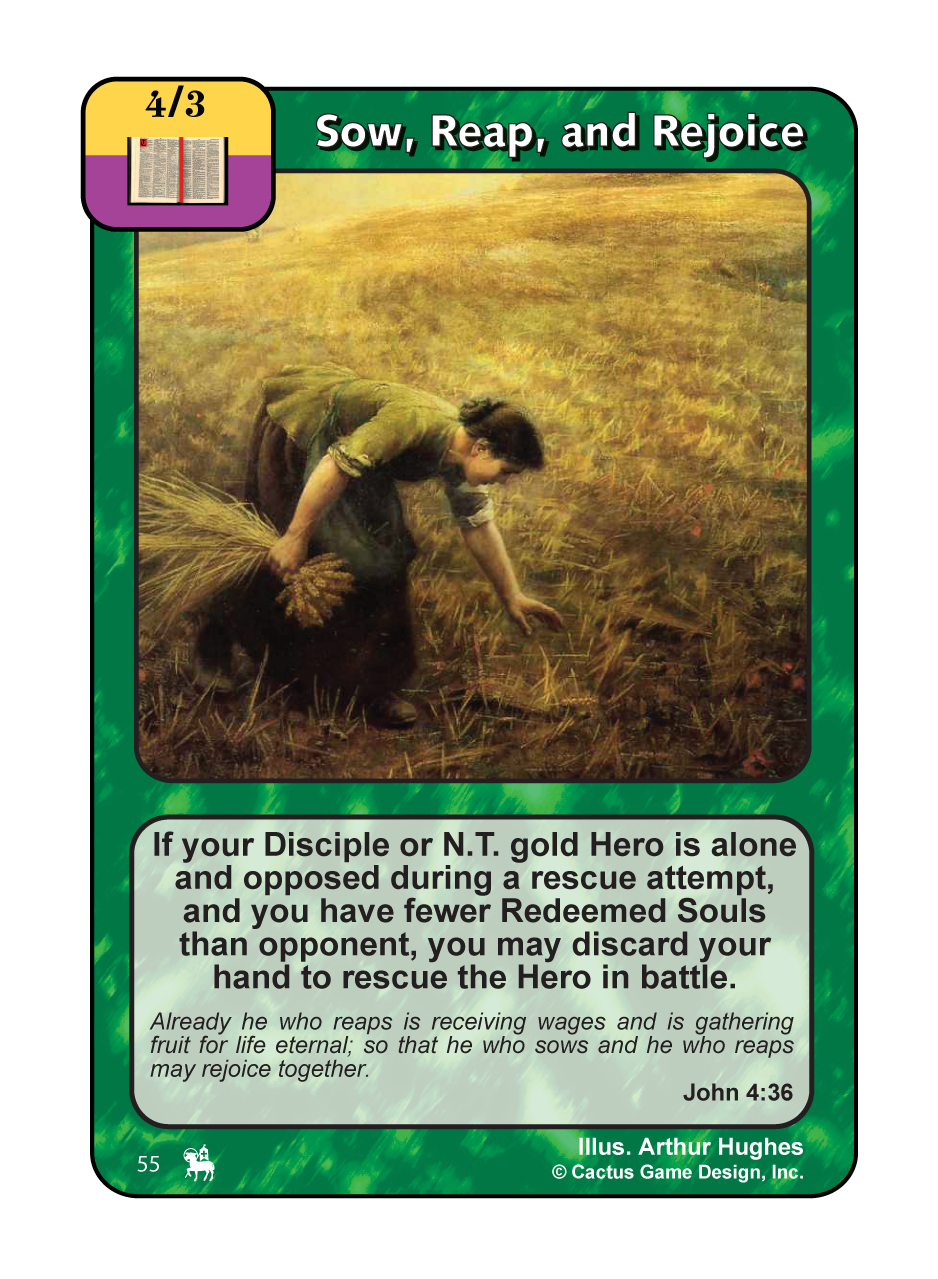 4/3
Sow, Reap, and Rejoice
If your Disciple or N.T. gold Hero is alone
and opposed during a rescue attempt,
and you have fewer Redeemed Souls
than opponent, you may discard your
hand to rescue the Hero in battle.
Already he who reaps is receiving wages and is gathering
fruit for life eternal; so that he who sows and he who reaps
may rejoice together.
John 4:36
55
Illus. Arthur Hughes
© Cactus Game Design, Inc.